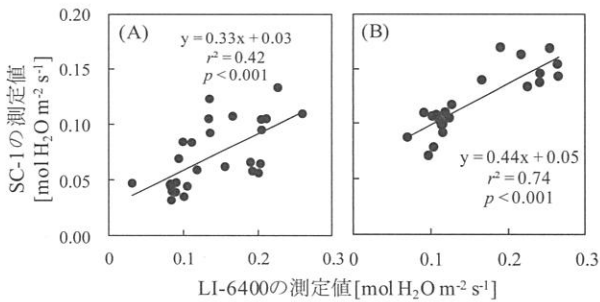 (A)
y = 0.33x + 0.03
r² = 0.42
p < 0.001
(B)
y = 0.44x + 0.05
r² = 0.74
p < 0.001
0.20
0.15
0.10
0.05
0.00
SC-1の測定値
[mol H₂O m⁻² s⁻¹]
0 0.1 0.2 0.3 0 0.1 0.2 0.3
LI-6400の測定値[mol H₂O m⁻² s⁻¹]